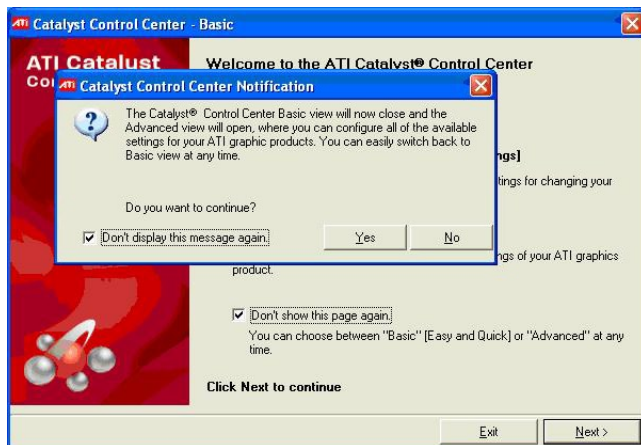 ATI Catalyst Control Center - Basic
ATI Catalyst
Welcome to the ATI Catalyst® Control Center
ATI Catalyst Control Center Notification
The Catalyst® Control Center Basic view will now close and the
Advanced view will open, where you can configure all of the available
settings for your ATI graphic products. You can easily switch back to
Basic view at any time.
Do you want to continue?
Don't display this message again.
Yes
No
ngs]
tings for changing your
ngs of your ATI graphics
product.
Don't show this page again.
You can choose between "Basic" [Easy and Quick] or "Advanced" at any
time.
Click Next to continue
Exit
Next >